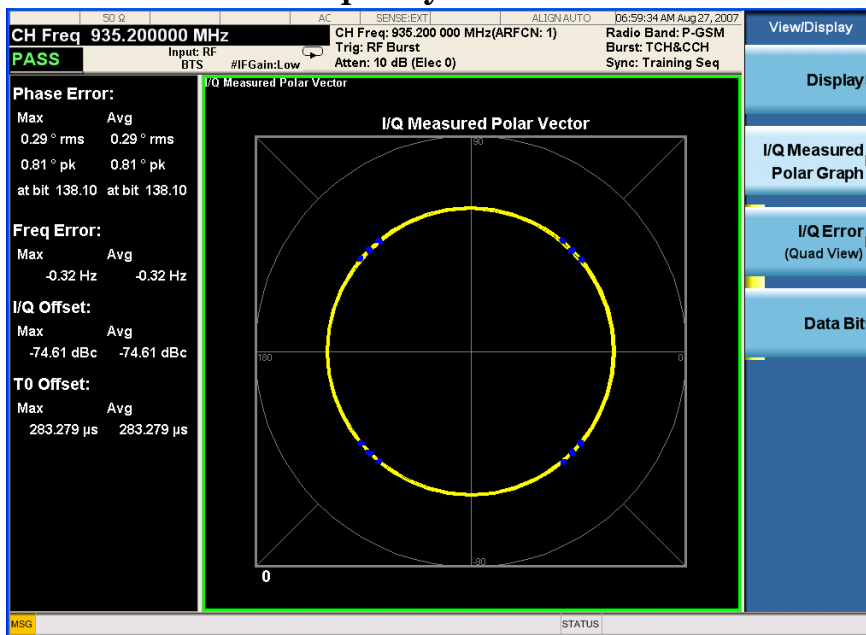 50 Ω AC SENSE:EXT ALIGN AUTO 06:59:34 AM Aug 27, 2007
CH Freq 935.200000 MHz
CH Freq: 935.200 000 MHz(ARFCN: 1)
Radio Band: P-GSM
PASS
Input: RF
Trig: RF Burst
Burst: TCH&CCH
BTS #IFGain:Low
Atten: 10 dB (Elec 0)
Sync: Training Seq
Phase Error:
Max Avg
0.29 ° rms 0.29 ° rms
0.81 ° pk 0.81 ° pk
at bit 138.10 at bit 138.10
Freq Error:
Max Avg
-0.32 Hz -0.32 Hz
I/Q Offset:
Max Avg
-74.61 dBc -74.61 dBc
T0 Offset:
Max Avg
283.279 µs 283.279 µs
I/Q Measured Polar Vector
I/Q Measured Polar Vector
90
180
0
-90
0
View/Display
Display
I/Q Measured
Polar Graph
I/Q Error
(Quad View)
Data Bit
MSG STATUS